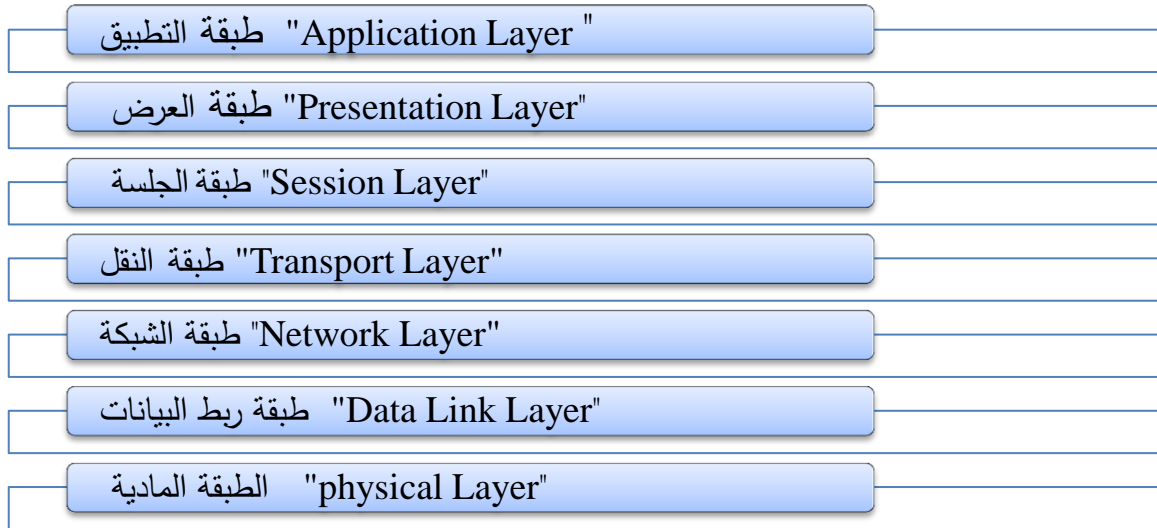 طبقة التطبيق "Application Layer"
طبقة العرض "Presentation Layer"
طبقة الجلسة "Session Layer"
طبقة النقل "Transport Layer"
طبقة الشبكة "Network Layer"
طبقة ربط البيانات "Data Link Layer"
الطبقة المادية "physical Layer"